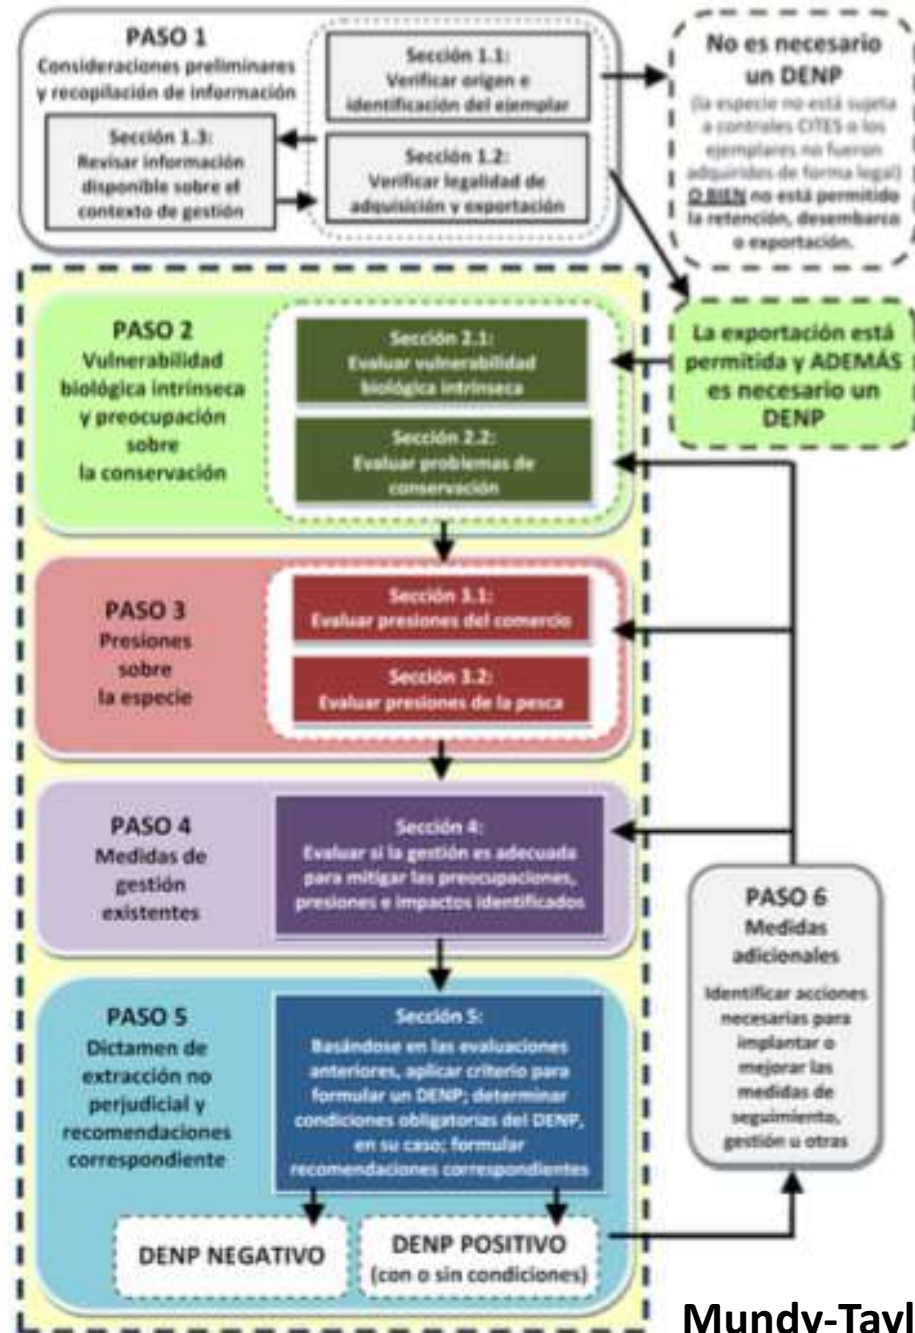 PASO 1
Consideraciones preliminares
y recopilación de información
Sección 1.1:
Verificar origen e
identificación del ejemplar
Sección 1.3:
Revisar información
disponible sobre el
contexto de gestión
Sección 1.2:
Verificar legalidad de
adquisición y exportación
No es necesario
un DENP
(la especie no está sujeta
a controles CITES o los
ejemplares no fueron
adquiridos de forma legal)
O BIEN no está permitido
la retención, desembarco
o exportación.
PASO 2
Vulnerabilidad
biológica intrínseca
y preocupación
sobre
la conservación
Sección 2.1:
Evaluar vulnerabilidad
biológica intrínseca
Sección 2.2:
Evaluar problemas de
conservación
La exportación está
permitida y ADEMÁS
es necesario un
DENP
PASO 3
Presiones
sobre
la especie
Sección 3.1:
Evaluar presiones del comercio
Sección 3.2:
Evaluar presiones de la pesca
PASO 4
Medidas de
gestión
existentes
Sección 4:
Evaluar si la gestión es adecuada
para mitigar las preocupaciones,
presiones e impactos identificados
PASO 5
Dictamen de
extracción no
perjudicial y
recomendaciones
correspondiente
Sección 5:
Basándose en las evaluaciones
anteriores, aplicar criterio para
formular un DENP; determinar
condiciones obligatorias del DENP,
en su caso; formular
recomendaciones correspondientes
DENP NEGATIVO
DENP POSITIVO
(con o sin condiciones)
PASO 6
Medidas
adicionales
Identificar acciones
necesarias para
implantar o
mejorar las
medidas de
seguimiento,
gestión u otras
Mundy-Tayl